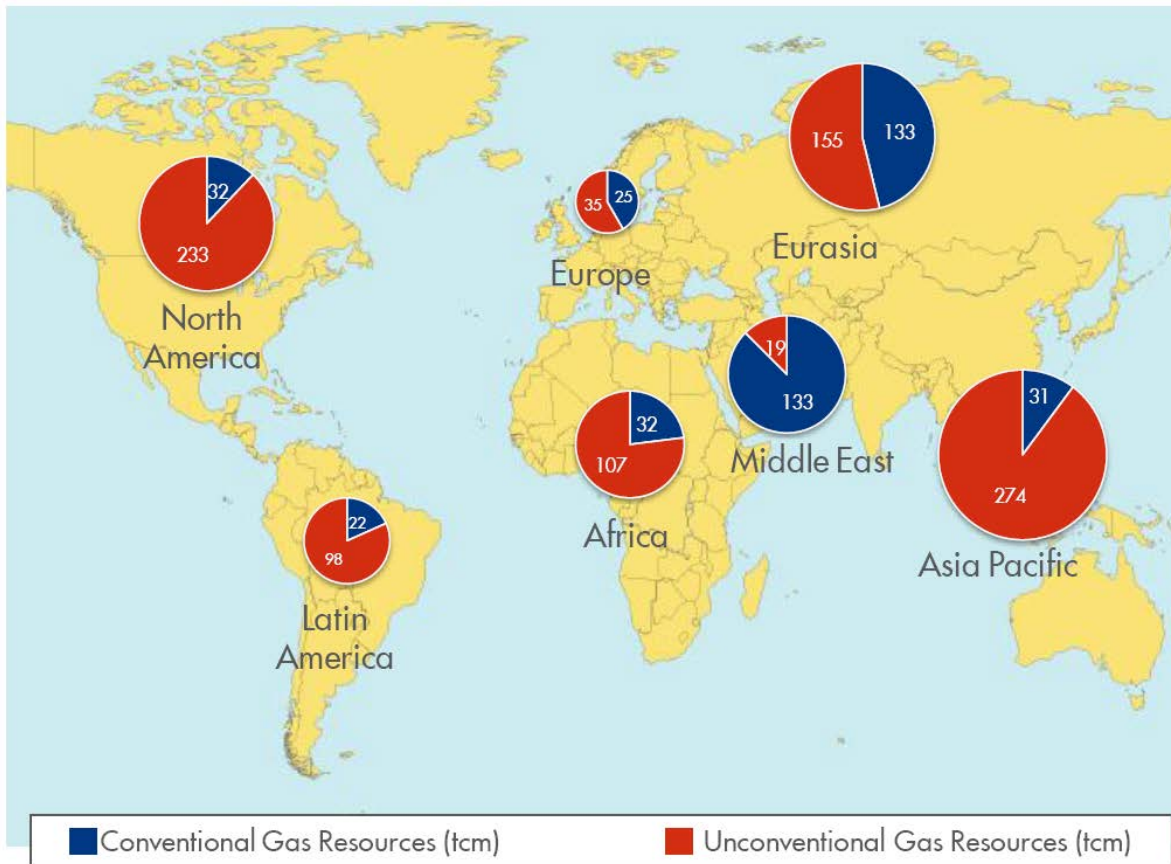 133
155
32
25
35
233
Eurasia
Europe
North
America
19
133
31
32
107
Middle East
274
22
98
Africa
Asia Pacific
Latin
America
Conventional Gas Resources (tcm)
Unconventional Gas Resources (tcm)